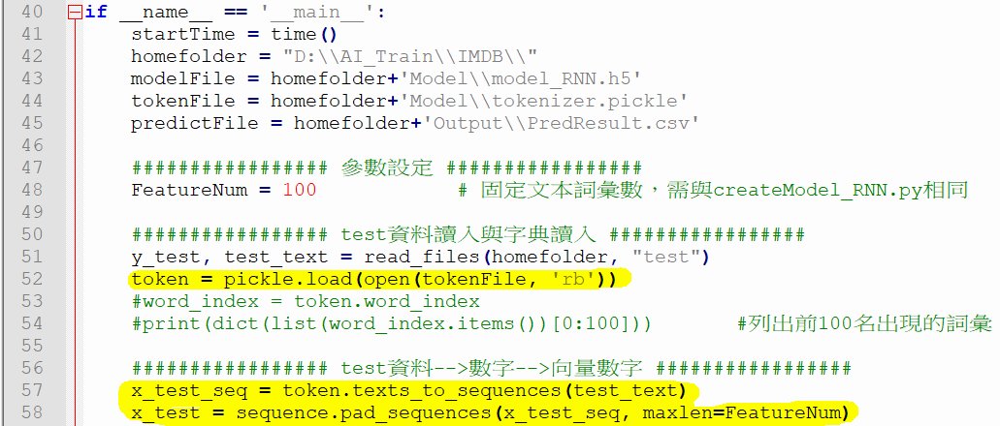 40 if __name__ == '__main__':
41 startTime = time()
42 homefolder = "D:\\AI_Train\\IMDB\\"
43 modelFile = homefolder+'Model\\model_RNN.h5'
44 tokenFile = homefolder+'Model\\tokenizer.pickle'
45 predictFile = homefolder+'Output\\PredResult.csv'
46
47 ################# 參數設定 #################
48 FeatureNum = 100 # 固定文本詞彙數，需與createModel_RNN.py相同
49
50 ################# test資料讀入與字典讀入 #################
51 y_test, test_text = read_files(homefolder, "test")
52 token = pickle.load(open(tokenFile, 'rb'))
53 #word_index = token.word_index
54 #print(dict(list(word_index.items())[0:100])) #列出前100名出現的詞彙
55
56 ################# test資料-->數字-->向量數字 #################
57 x_test_seq = token.texts_to_sequences(test_text)
58 x_test = sequence.pad_sequences(x_test_seq, maxlen=FeatureNum)